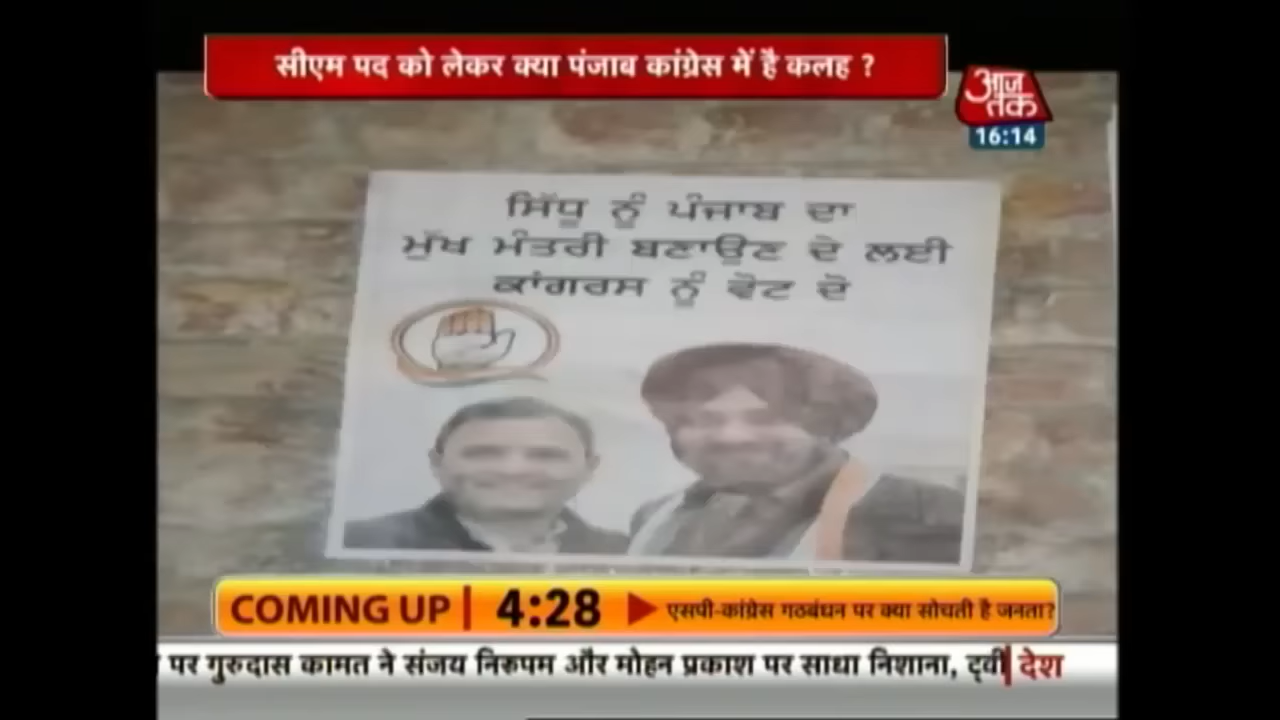 सीएम पद को लेकर क्या पंजाब कांग्रेस में है कलह ?
आज
तक
16:14
ਸਿੱਧੂ ਨੂੰ ਪੰਜਾਬ ਦਾ
ਮੁੱਖ ਮੰਤਰੀ ਬਣਾਉਣ ਦੇ ਲਈ
ਕਾਂਗਰਸ ਨੂੰ ਵੋਟ ਦੋ
COMING UP 4:28 एसपी-कांग्रेस गठबंधन पर क्या सोचती है जनता?
पर गुरुदास कामत ने संजय निरुपम और मोहन प्रकाश पर साधा निशाना, ट्वी देश